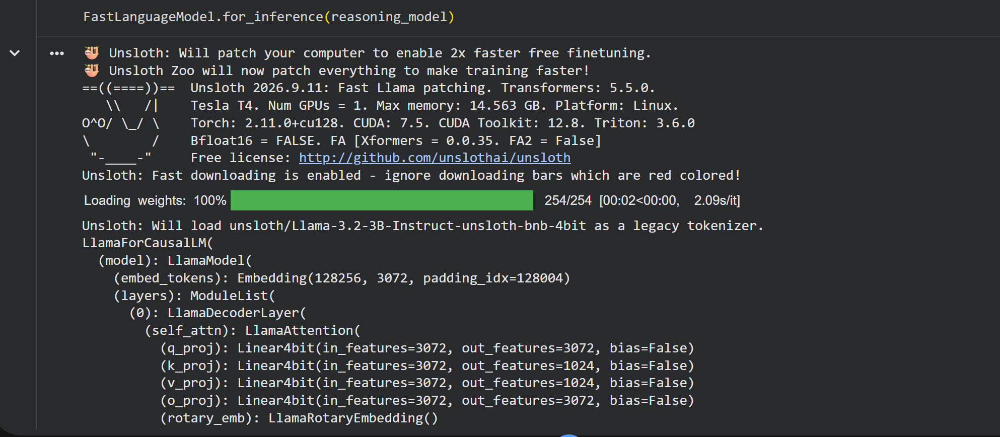 FastLanguageModel.for_inference(reasoning_model)
🦥 Unsloth: Will patch your computer to enable 2x faster free finetuning.
🦥 Unsloth Zoo will now patch everything to make training faster!
==((====))==  Unsloth 2026.9.11: Fast Llama patching. Transformers: 5.5.0.
   \\   /|    Tesla T4. Num GPUs = 1. Max memory: 14.563 GB. Platform: Linux.
O^O/ \_/ \    Torch: 2.11.0+cu128. CUDA: 7.5. CUDA Toolkit: 12.8. Triton: 3.6.0
\        /    Bfloat16 = FALSE. FA [Xformers = 0.0.35. FA2 = False]
 "-____-"     Free license: http://github.com/unslothai/unsloth
Unsloth: Fast downloading is enabled - ignore downloading bars which are red colored!
Loading weights: 100% 254/254 [00:02<00:00, 2.09s/it]
Unsloth: Will load unsloth/Llama-3.2-3B-Instruct-unsloth-bnb-4bit as a legacy tokenizer.
LlamaForCausalLM(
  (model): LlamaModel(
    (embed_tokens): Embedding(128256, 3072, padding_idx=128004)
    (layers): ModuleList(
      (0): LlamaDecoderLayer(
        (self_attn): LlamaAttention(
          (q_proj): Linear4bit(in_features=3072, out_features=3072, bias=False)
          (k_proj): Linear4bit(in_features=3072, out_features=1024, bias=False)
          (v_proj): Linear4bit(in_features=3072, out_features=1024, bias=False)
          (o_proj): Linear4bit(in_features=3072, out_features=3072, bias=False)
          (rotary_emb): LlamaRotaryEmbedding()